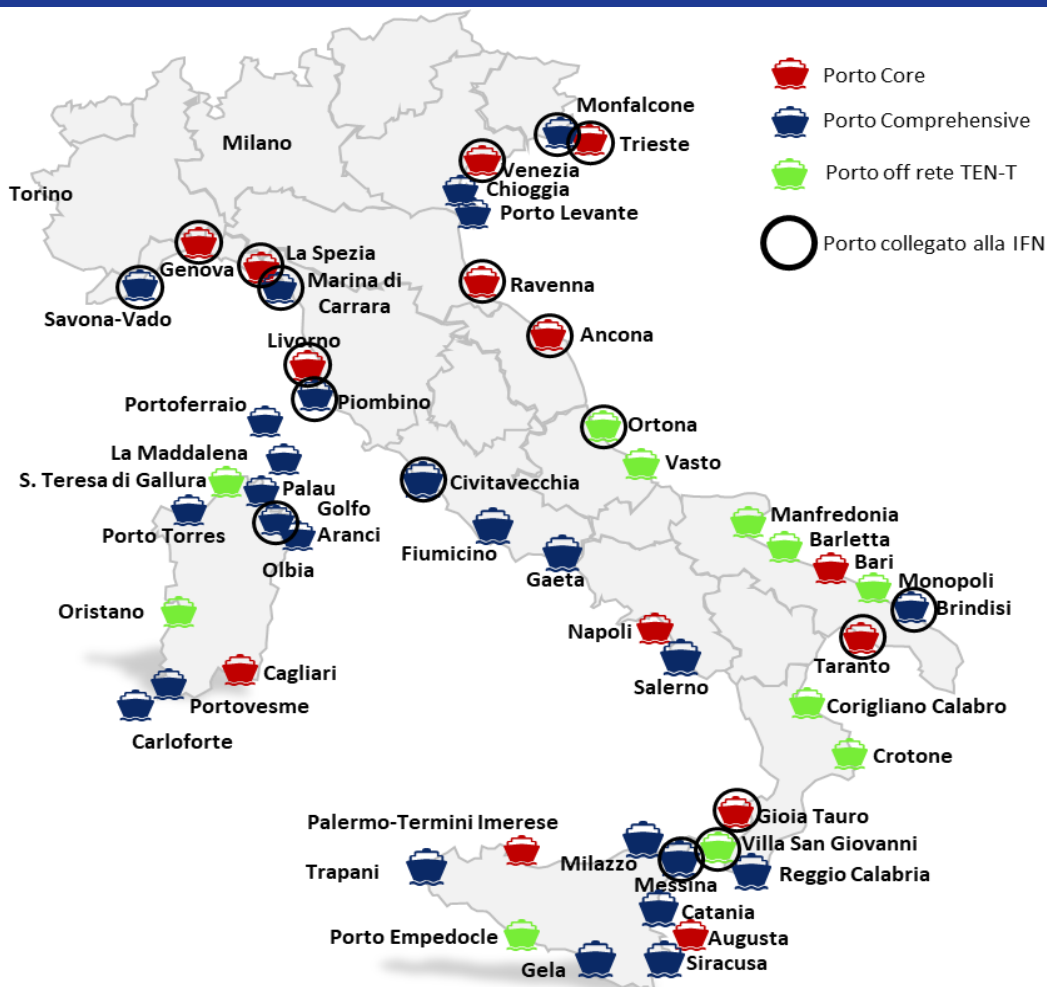 Porto Core
Porto Comprehensive
Porto off rete TEN-T
Porto collegato alla IFN
Monfalcone
Milano
Trieste
Venezia
Torino
Chioggia
Porto Levante
La Spezia
Genova
Marina di
Carrara
Ravenna
Savona-Vado
Ancona
Livorno
Piombino
Portoferraio
Ortona
La Maddalena
Vasto
S. Teresa di Gallura
Palau
Civitavecchia
Golfo
Aranci
Porto Torres
Manfredonia
Fiumicino
Barletta
Olbia
Bari
Gaeta
Monopoli
Oristano
Brindisi
Napoli
Taranto
Cagliari
Salerno
Portovesme
Corigliano Calabro
Carloforte
Crotone
Gioia Tauro
Palermo-Termini Imerese
Villa San Giovanni
Milazzo
Trapani
Reggio Calabria
Messina
Catania
Porto Empedocle
Augusta
Siracusa
Gela